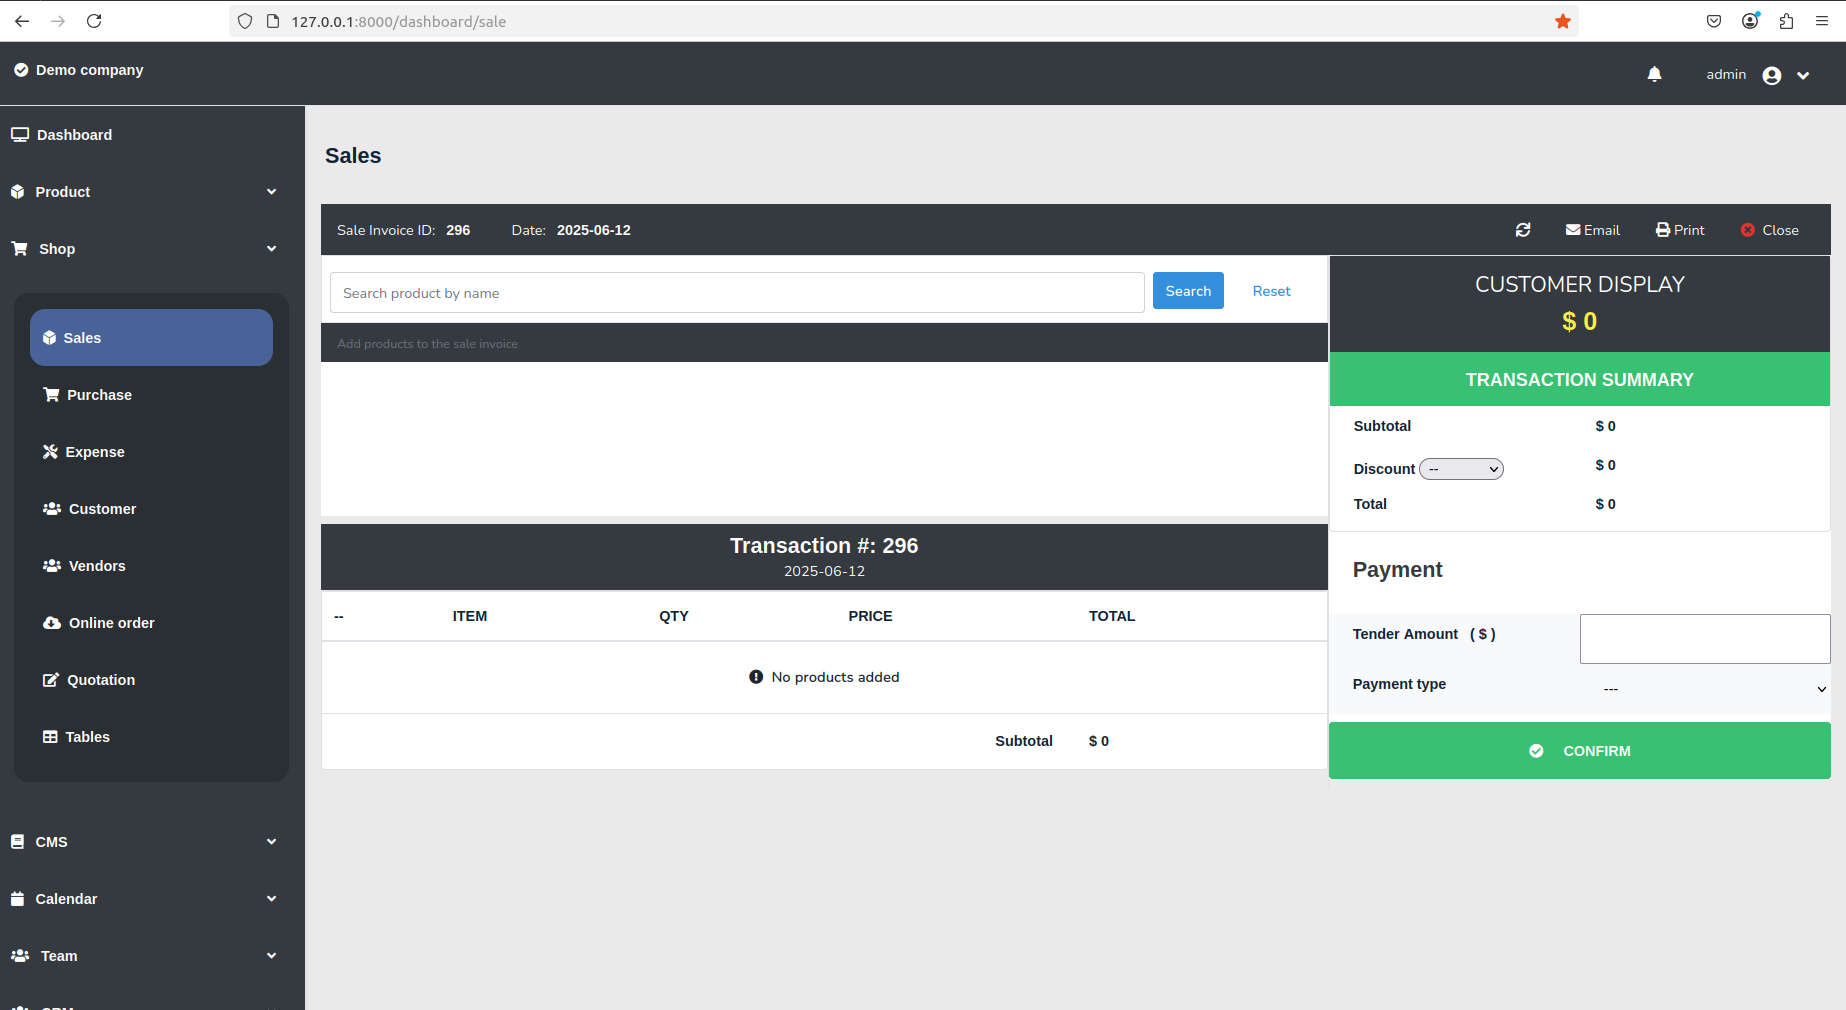 127.0.0.1:8000/dashboard/sale
Demo company
admin
Dashboard
Product
Shop
Sales
Purchase
Expense
Customer
Vendors
Online order
Quotation
Tables
CMS
Calendar
Team
CRM
Sales
Sale Invoice ID: 296 Date: 2025-06-12 Email Print Close
Search product by name Search Reset
Add products to the sale invoice
Transaction #: 296
2025-06-12
-- ITEM QTY PRICE TOTAL
No products added
Subtotal $ 0
CUSTOMER DISPLAY
$ 0
TRANSACTION SUMMARY
Subtotal $ 0
Discount -- $ 0
Total $ 0
Payment
Tender Amount ( $ )
Payment type ---
CONFIRM